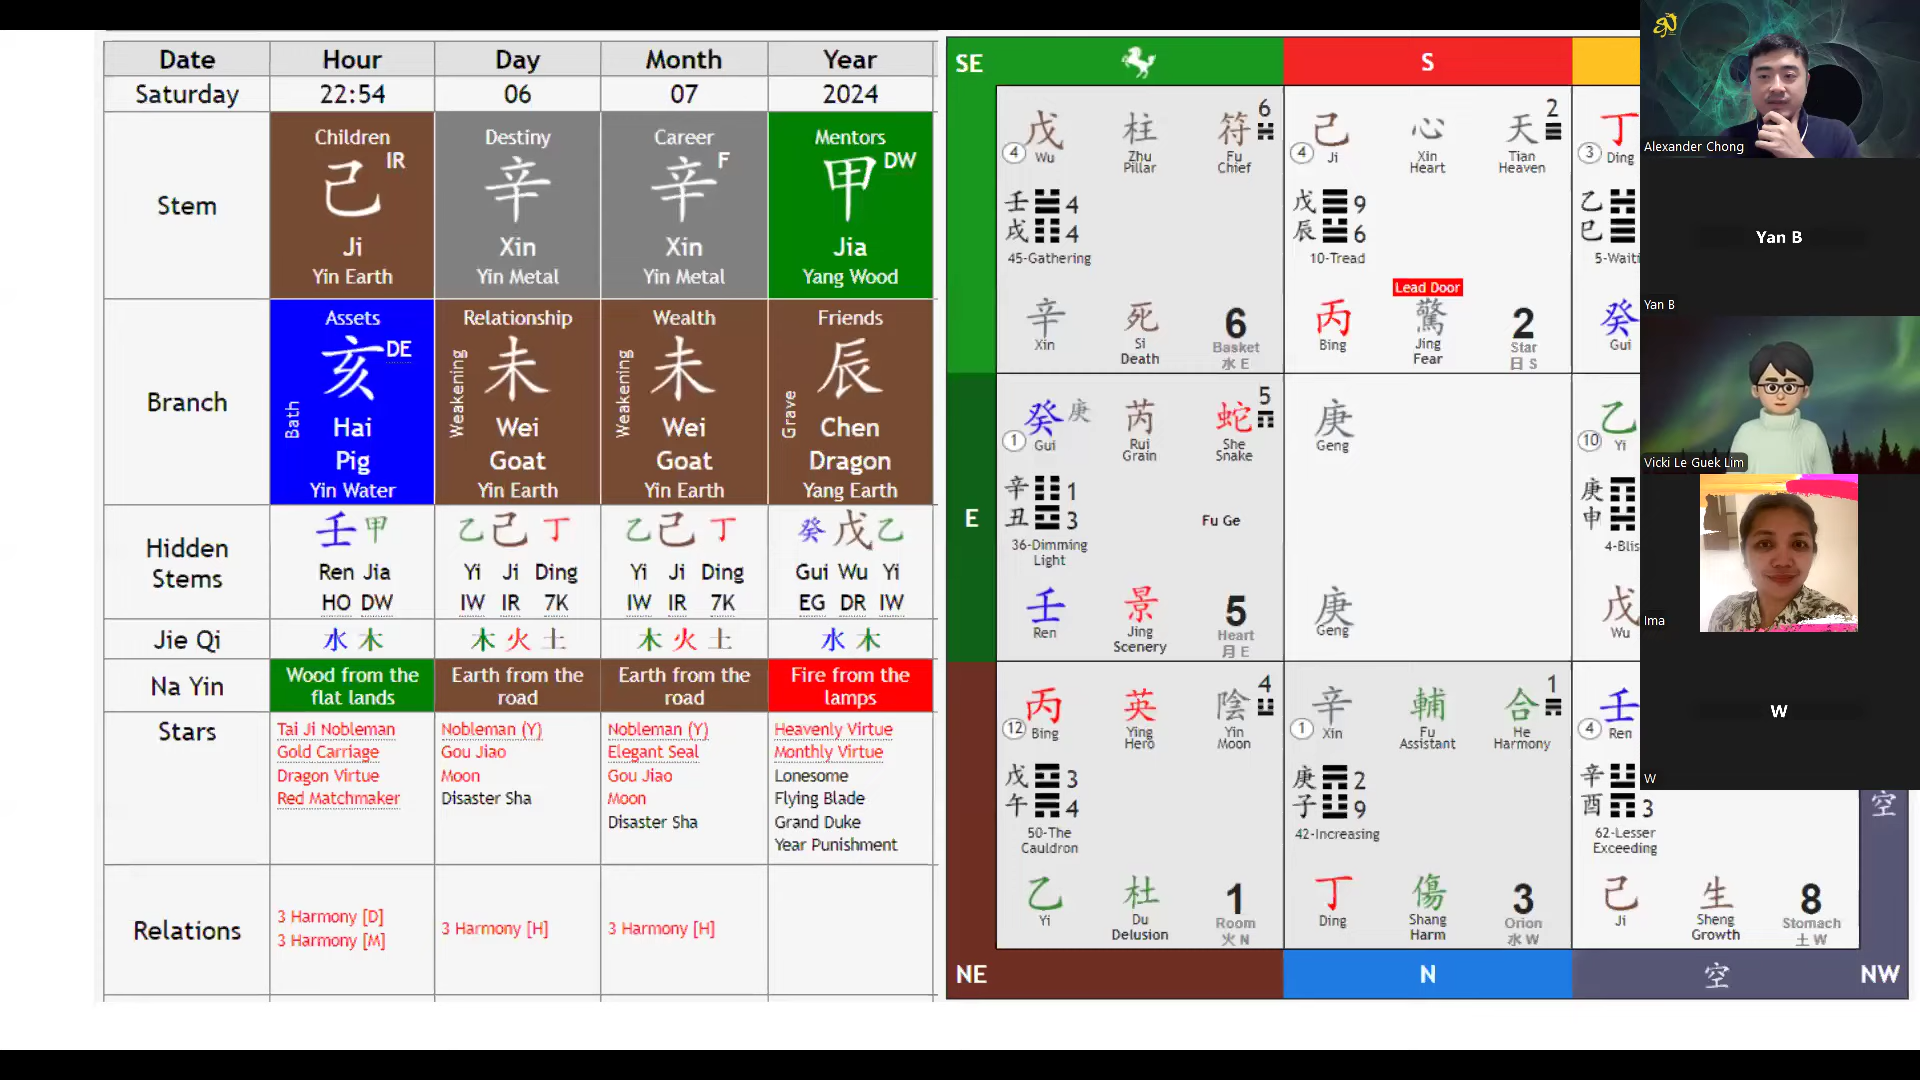 Date Hour Day Month Year
Saturday 22:54 06 07 2024
Stem
Children
己 IR
Ji
Yin Earth
Destiny
辛
Xin
Yin Metal
Career
辛 F
Xin
Yin Metal
Mentors
甲 DW
Jia
Yang Wood
Branch
Assets
亥 DE
Bath
Hai
Pig
Yin Water
Relationship
Weakening
未
Wei
Goat
Yin Earth
Wealth
Weakening
未
Wei
Goat
Yin Earth
Friends
Grave
辰
Chen
Dragon
Yang Earth
Hidden Stems
壬 甲
Ren Jia
HO DW
乙 己 丁
Yi Ji Ding
IW IR 7K
乙 己 丁
Yi Ji Ding
IW IR 7K
癸 戊 乙
Gui Wu Yi
EG DR IW
Jie Qi 水 木 木 火 土 木 火 土 水 木
Na Yin
Wood from the
flat lands
Earth from the
road
Earth from the
road
Fire from the
lamps
Stars
Tai Ji Nobleman
Gold Carriage
Dragon Virtue
Red Matchmaker
Nobleman (Y)
Gou Jiao
Moon
Disaster Sha
Nobleman (Y)
Elegant Seal
Gou Jiao
Moon
Disaster Sha
Heavenly Virtue
Monthly Virtue
Lonesome
Flying Blade
Grand Duke
Year Punishment
Relations
3 Harmony [D]
3 Harmony [M]
3 Harmony [H]
3 Harmony [H]
SE S
戊 柱 符 6
4 Wu Zhu Pillar Fu Chief
壬 4
戌 4
45-Gathering
辛 死 6
Xin Si Death Basket
水 E
己 心 天 2
4 Ji Xin Heart Tian Heaven
戊 9
辰 6
10-Tread
Lead Door
丙 驚 2
Bing Jing Fear Star
日 S
丁
3 Ding
乙
巳
5-Waiti
癸
Gui
E
癸 庚 芮 蛇 5
1 Gui Rui Grain She Snake
辛 1
丑 3
Fu Ge
36-Dimming
Light
壬 景 5
Ren Jing Scenery Heart
月 E
庚
Geng
庚
Geng
乙
10 Yi
庚
申
4-Blis
戊
Wu
丙 英 陰 4
12 Bing Ying Hero Yin Moon
戊 3
午 4
50-The
Cauldron
乙 杜 1
Yi Du Delusion Room
火 N
辛 輔 合 1
1 Xin Fu Assistant He Harmony
庚 2
子 9
42-Increasing
丁 傷 3
Ding Shang Harm Orion
水 W
壬
4 Ren
辛
酉 3
62-Lesser
Exceeding
己 生 8
Ji Sheng Growth Stomach
土 W
空
NE N 空 NW
Alexander Chong
Yan B
Yan B
Vicki Le Guek Lim
Ima
W
W